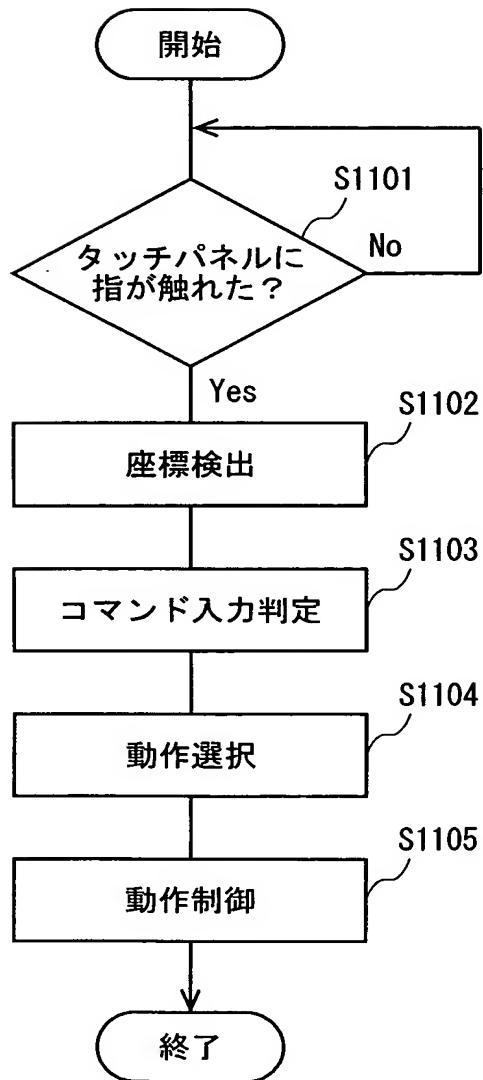 開始
S1101
タッチパネルに
指が触れた？
No
Yes
S1102
座標検出
S1103
コマンド入力判定
S1104
動作選択
S1105
動作制御
終了